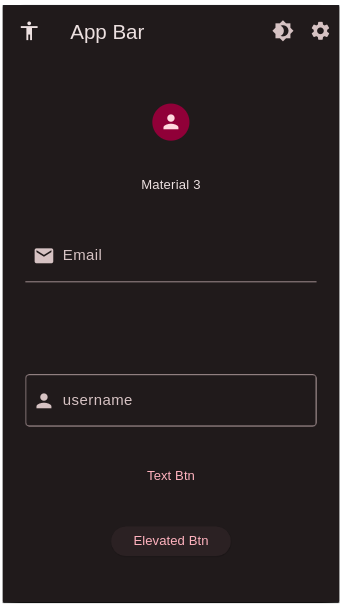 App Bar
Material 3
Email
username
Text Btn
Elevated Btn